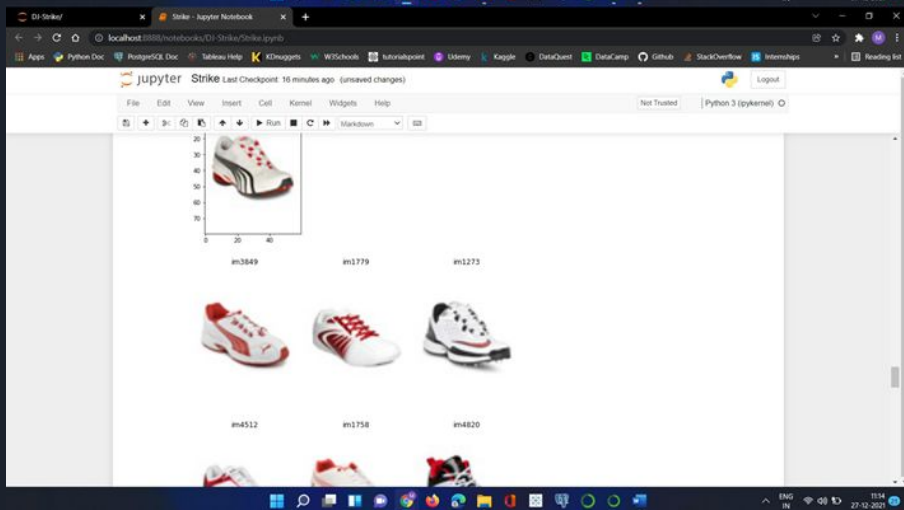 DJ-Strike/
Strike - Jupyter Notebook
localhost:8888/notebooks/DJ-Strike/Strike.ipynb
Apps Python Doc PostgreSQL Doc Tableau Help KDnuggets W3Schools tutorialspoint Udemy Kaggle DataQuest DataCamp Github StackOverflow Internships Reading list
jupyter Strike Last Checkpoint: 16 minutes ago (unsaved changes) Logout
File Edit View Insert Cell Kernel Widgets Help Not Trusted Python 3 (ipykernel)
Run Markdown
20
30
40
50
60
70
0 20 40
im3849 im1779 im1273
im4512 im1758 im4820
ENG
IN
11:14
27-12-2021